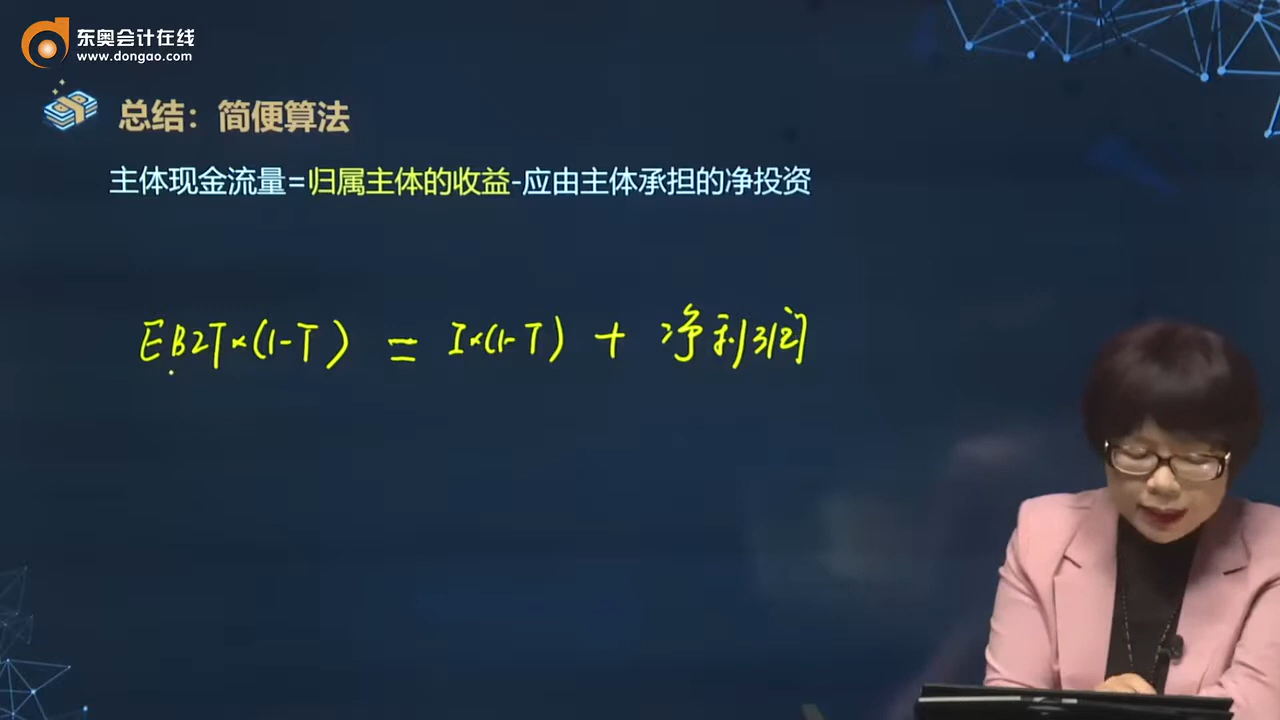 东奥会计在线
www.dongao.com
总结：简便算法
主体现金流量=归属主体的收益-应由主体承担的净投资
EBIT×(1-T) = I×(1-T) + 净利润